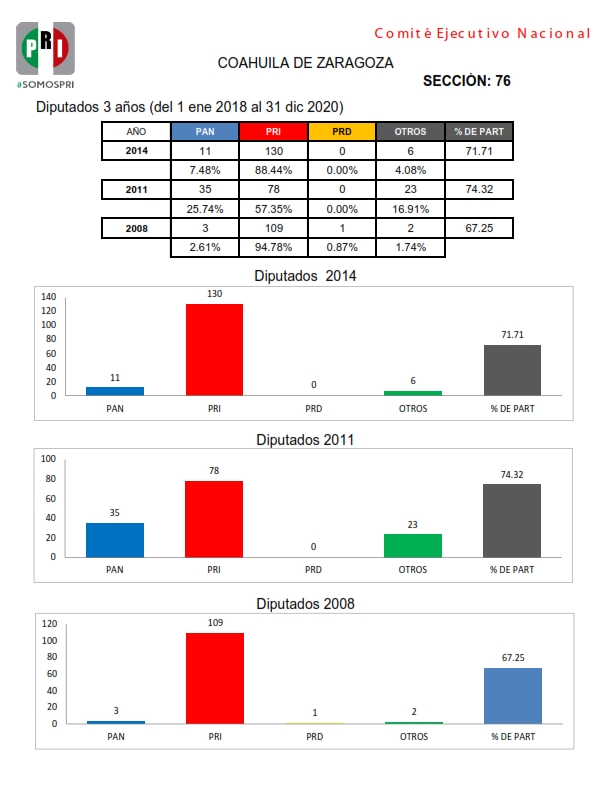 Comité Ejecutivo Nacional
PRI
#SOMOSPRI
COAHUILA DE ZARAGOZA
SECCIÓN: 76
Diputados 3 años (del 1 ene 2018 al 31 dic 2020)
AÑO PAN PRI PRD OTROS % DE PART
2014 11 130 0 6 71.71
7.48% 88.44% 0.00% 4.08%
2011 35 78 0 23 74.32
25.74% 57.35% 0.00% 16.91%
2008 3 109 1 2 67.25
2.61% 94.78% 0.87% 1.74%
Diputados 2014
140
120
100
80
60
40
20
0
11
130
0
6
71.71
PAN PRI PRD OTROS % DE PART
Diputados 2011
100
80
60
40
20
0
35
78
0
23
74.32
PAN PRI PRD OTROS % DE PART
Diputados 2008
120
100
80
60
40
20
0
3
109
1
2
67.25
PAN PRI PRD OTROS % DE PART